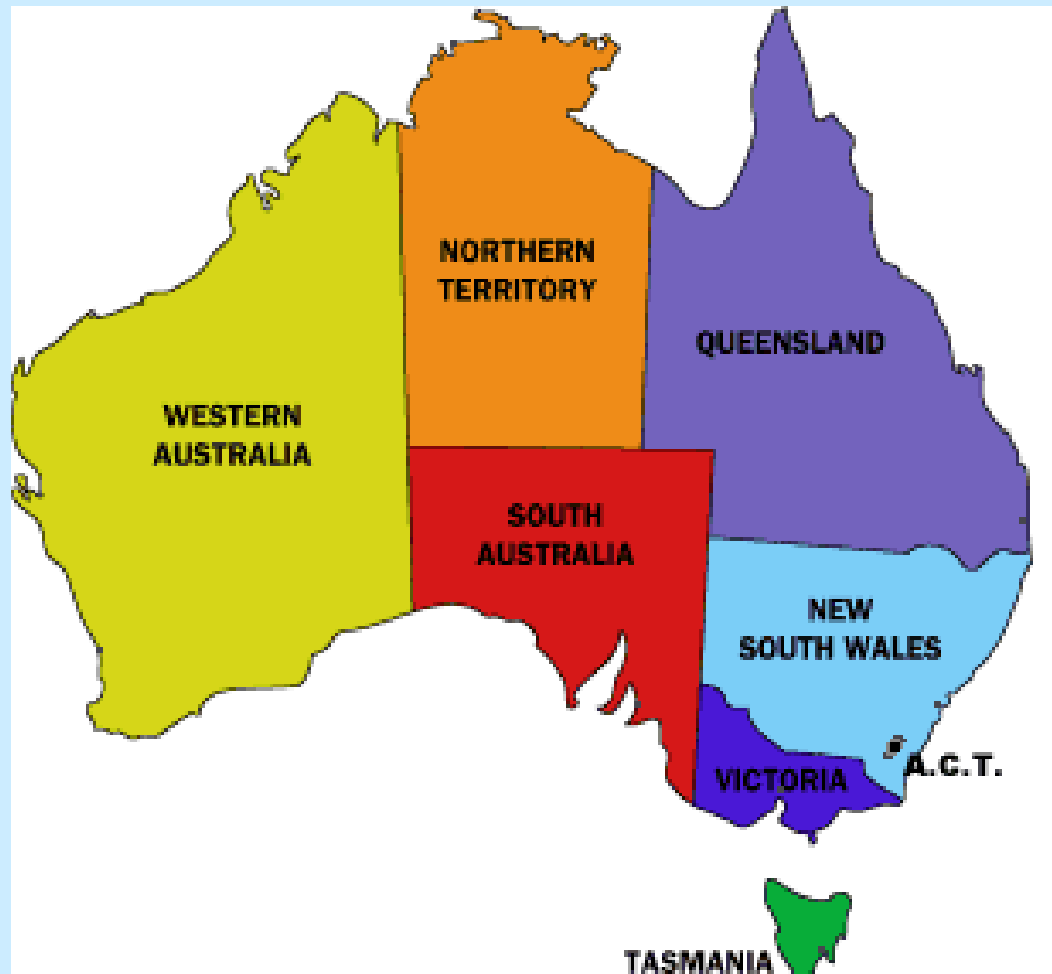 NORTHERN
TERRITORY
QUEENSLAND
WESTERN
AUSTRALIA
SOUTH
AUSTRALIA
NEW
SOUTH WALES
A.C.T.
VICTORIA
TASMANIA